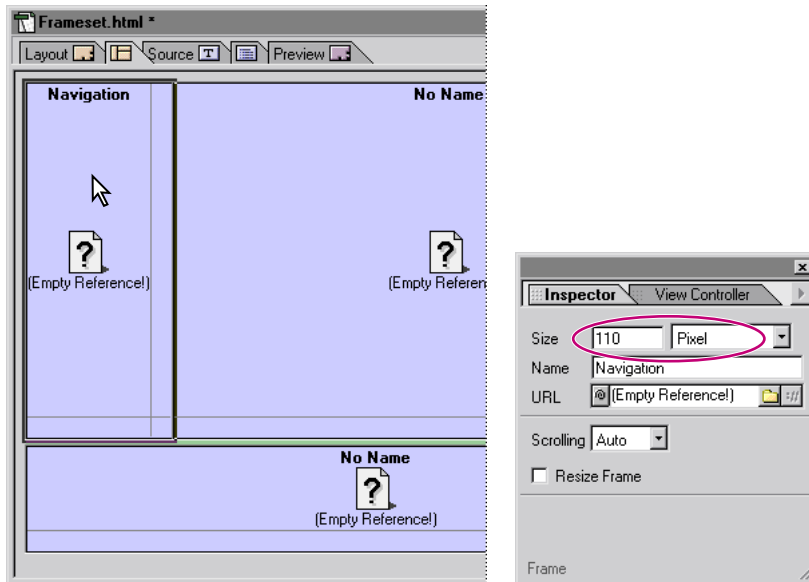 Frameset.html *
Layout Source T Preview
Navigation
No Name
?
(Empty Reference!)
?
(Empty Referen
No Name
?
(Empty Reference!)
Inspector View Controller
Size 110 Pixel
Name Navigation
URL @ (Empty Reference!) ://
Scrolling Auto
Resize Frame
Frame